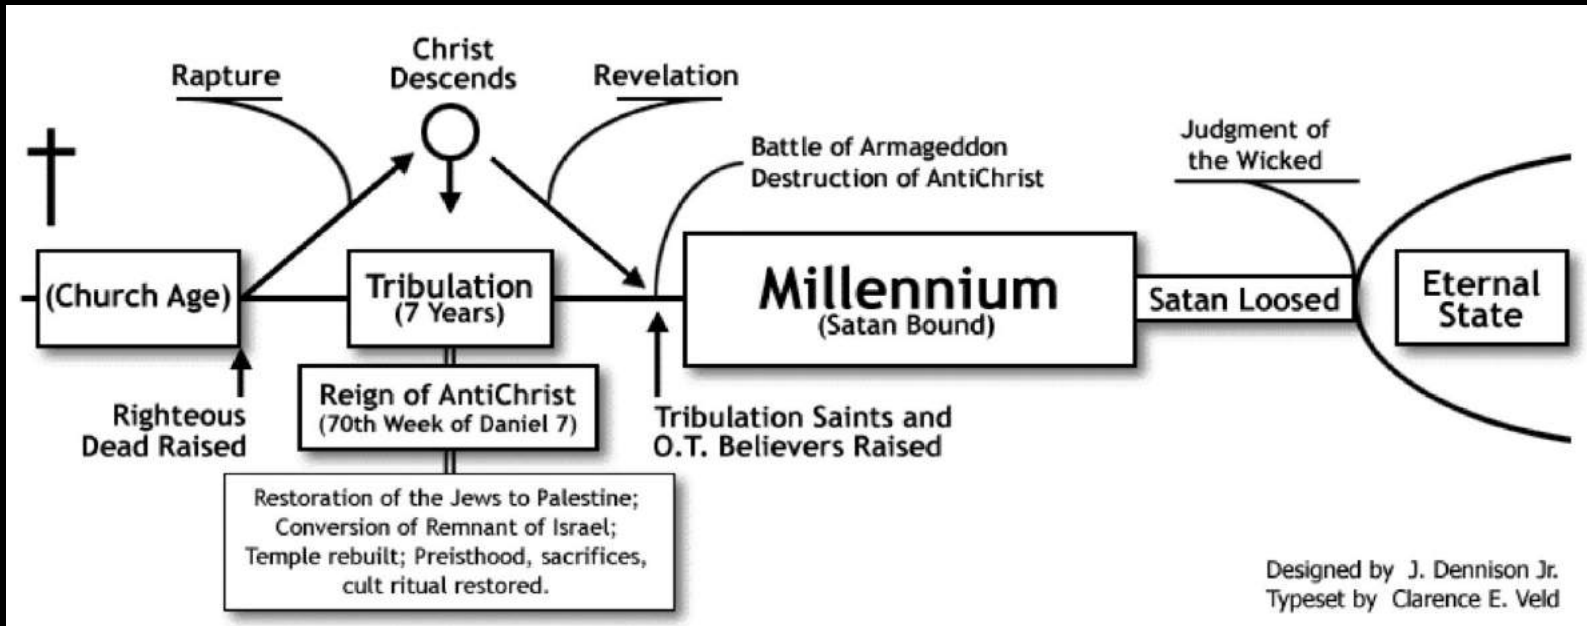 Rapture
Christ
Descends
Revelation
Battle of Armageddon
Destruction of AntiChrist
Judgment of
the Wicked
(Church Age)
Tribulation
(7 Years)
Millennium
(Satan Bound)
Satan Loosed
Eternal
State
Righteous
Dead Raised
Reign of AntiChrist
(70th Week of Daniel 7)
Tribulation Saints and
O.T. Believers Raised
Restoration of the Jews to Palestine;
Conversion of Remnant of Israel;
Temple rebuilt; Preisthood, sacrifices,
cult ritual restored.
Designed by J. Dennison Jr.
Typeset by Clarence E. Veld